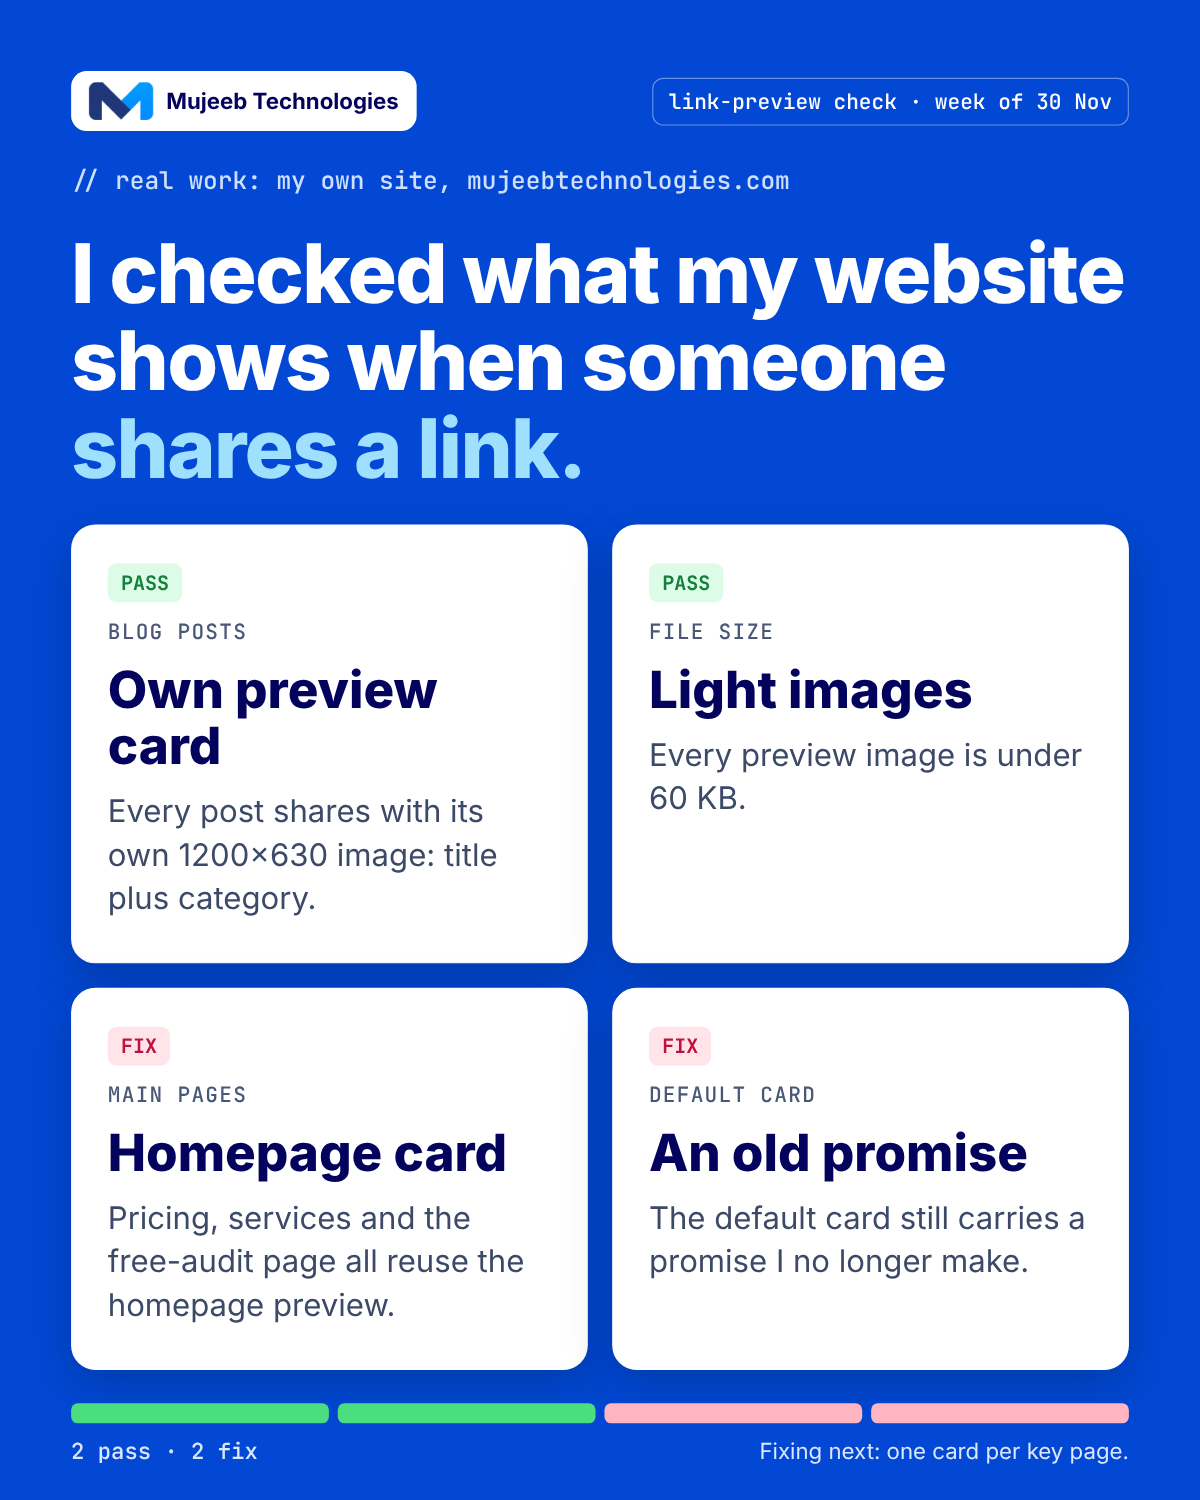 Mujeeb Technologies
link-preview check · week of 30 Nov
// real work: my own site, mujeebtechnologies.com
I checked what my website
shows when someone
shares a link.
PASS
BLOG POSTS
Own preview
card
Every post shares with its
own 1200×630 image: title
plus category.
PASS
FILE SIZE
Light images
Every preview image is under
60 KB.
FIX
MAIN PAGES
Homepage card
Pricing, services and the
free-audit page all reuse the
homepage preview.
FIX
DEFAULT CARD
An old promise
The default card still carries a
promise I no longer make.
2 pass · 2 fix
Fixing next: one card per key page.